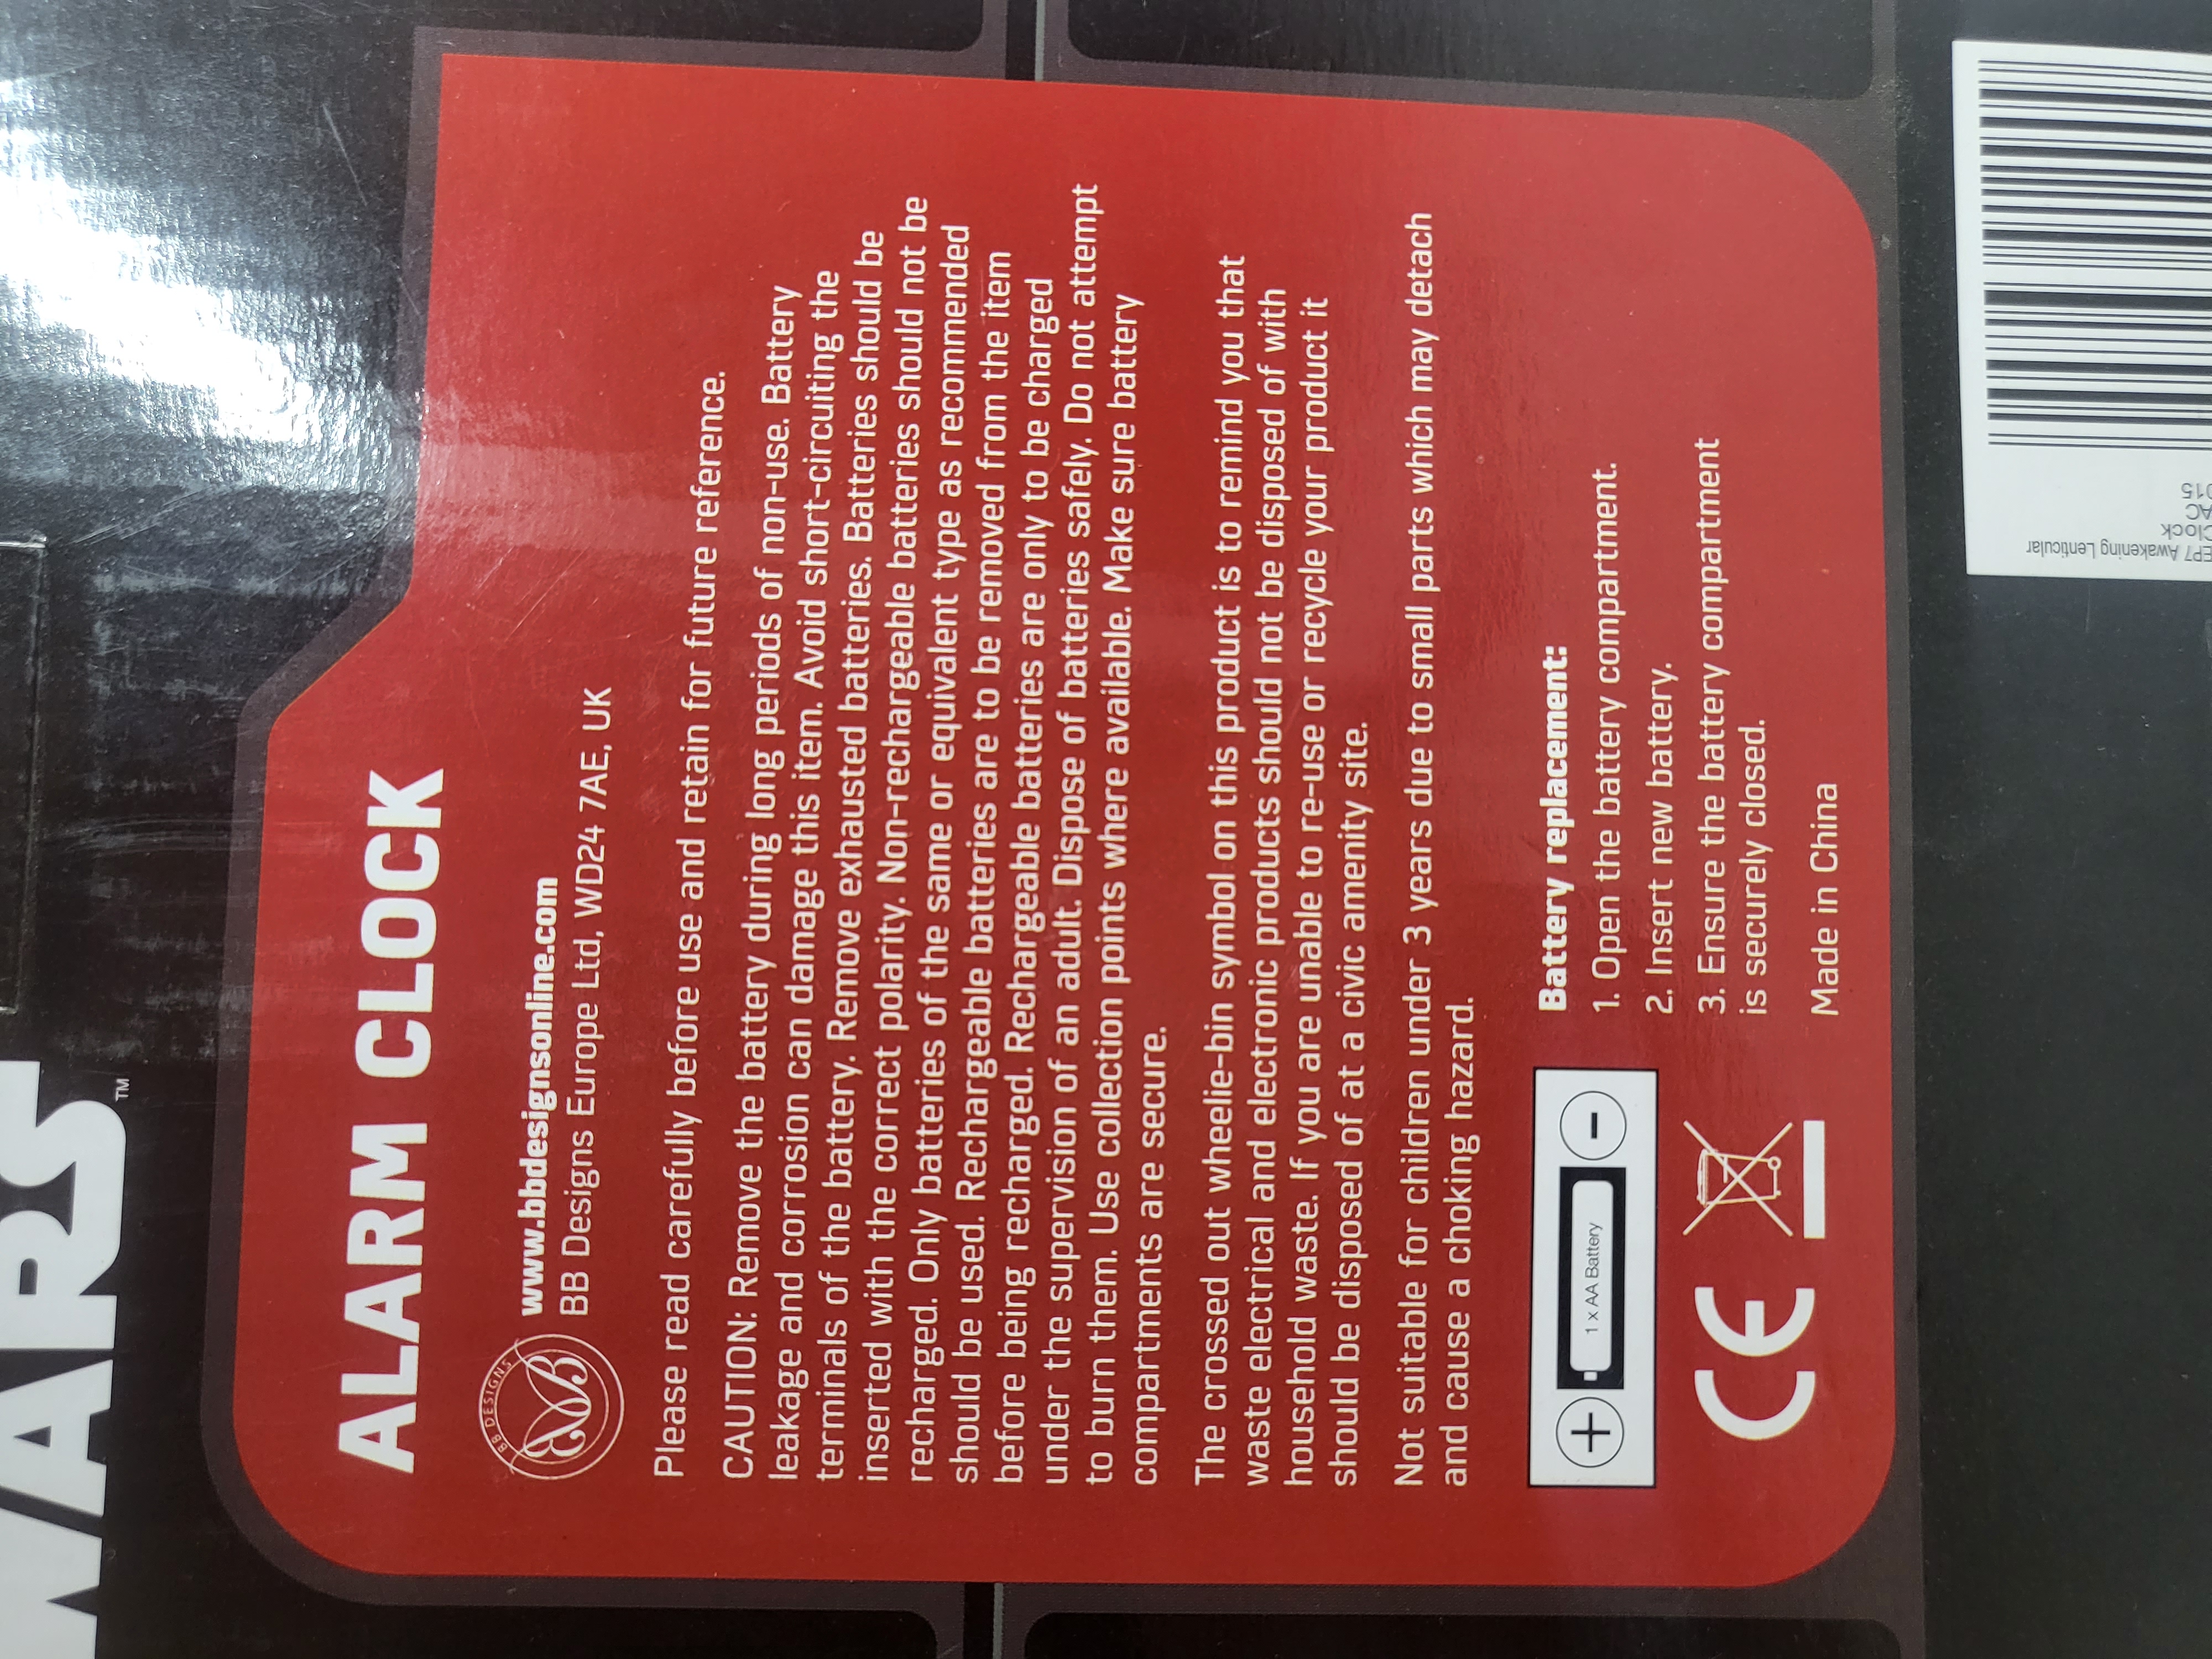 WARS
™
ALARM CLOCK
BB DESIGNS
www.bbdesignsonline.com
BB Designs Europe Ltd, WD24 7AE, UK
Please read carefully before use and retain for future reference.
CAUTION: Remove the battery during long periods of non-use. Battery
leakage and corrosion can damage this item. Avoid short-circuiting the
terminals of the battery. Remove exhausted batteries. Batteries should be
inserted with the correct polarity. Non-rechargeable batteries should not be
recharged. Only batteries of the same or equivalent type as recommended
should be used. Rechargeable batteries are to be removed from the item
before being recharged. Rechargeable batteries are only to be charged
under the supervision of an adult. Dispose of batteries safely. Do not attempt
to burn them. Use collection points where available. Make sure battery
compartments are secure.
The crossed out wheelie-bin symbol on this product is to remind you that
waste electrical and electronic products should not be disposed of with
household waste. If you are unable to re-use or recycle your product it
should be disposed of at a civic amenity site.
Not suitable for children under 3 years due to small parts which may detach
and cause a choking hazard.
+ 1 x AA Battery -
Battery replacement:
1. Open the battery compartment.
2. Insert new battery.
3. Ensure the battery compartment
is securely closed.
Made in China
CE
EP7 Awakening Lenticular
Clock